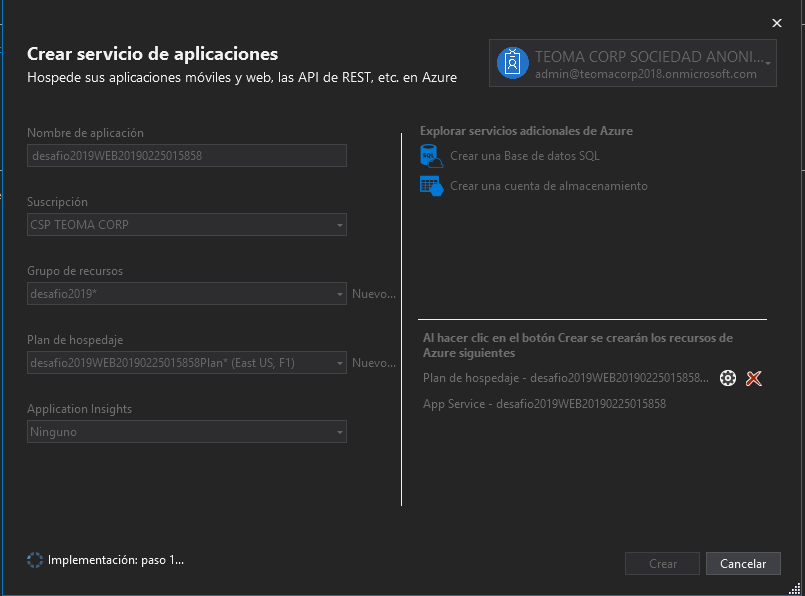 Crear servicio de aplicaciones
Hospede sus aplicaciones móviles y web, las API de REST, etc. en Azure
TEOMA CORP SOCIEDAD ANONI...
admin@teomacorp2018.onmicrosoft.com
Nombre de aplicación
desafio2019WEB20190225015858
Suscripción
CSP TEOMA CORP
Grupo de recursos
desafio2019*
Nuevo...
Plan de hospedaje
desafio2019WEB20190225015858Plan* (East US, F1)
Nuevo...
Application Insights
Ninguno
Explorar servicios adicionales de Azure
SQL
Crear una Base de datos SQL
Crear una cuenta de almacenamiento
Al hacer clic en el botón Crear se crearán los recursos de
Azure siguientes
Plan de hospedaje - desafio2019WEB20190225015858...
App Service - desafio2019WEB20190225015858
Implementación: paso 1...
Crear
Cancelar